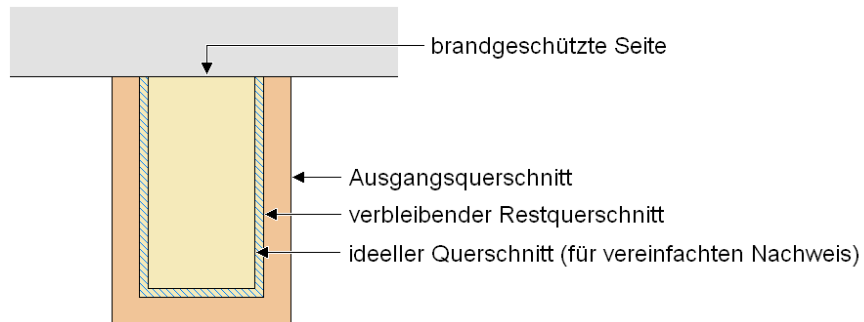 brandgeschützte Seite
Ausgangsquerschnitt
verbleibender Restquerschnitt
ideeller Querschnitt (für vereinfachten Nachweis)